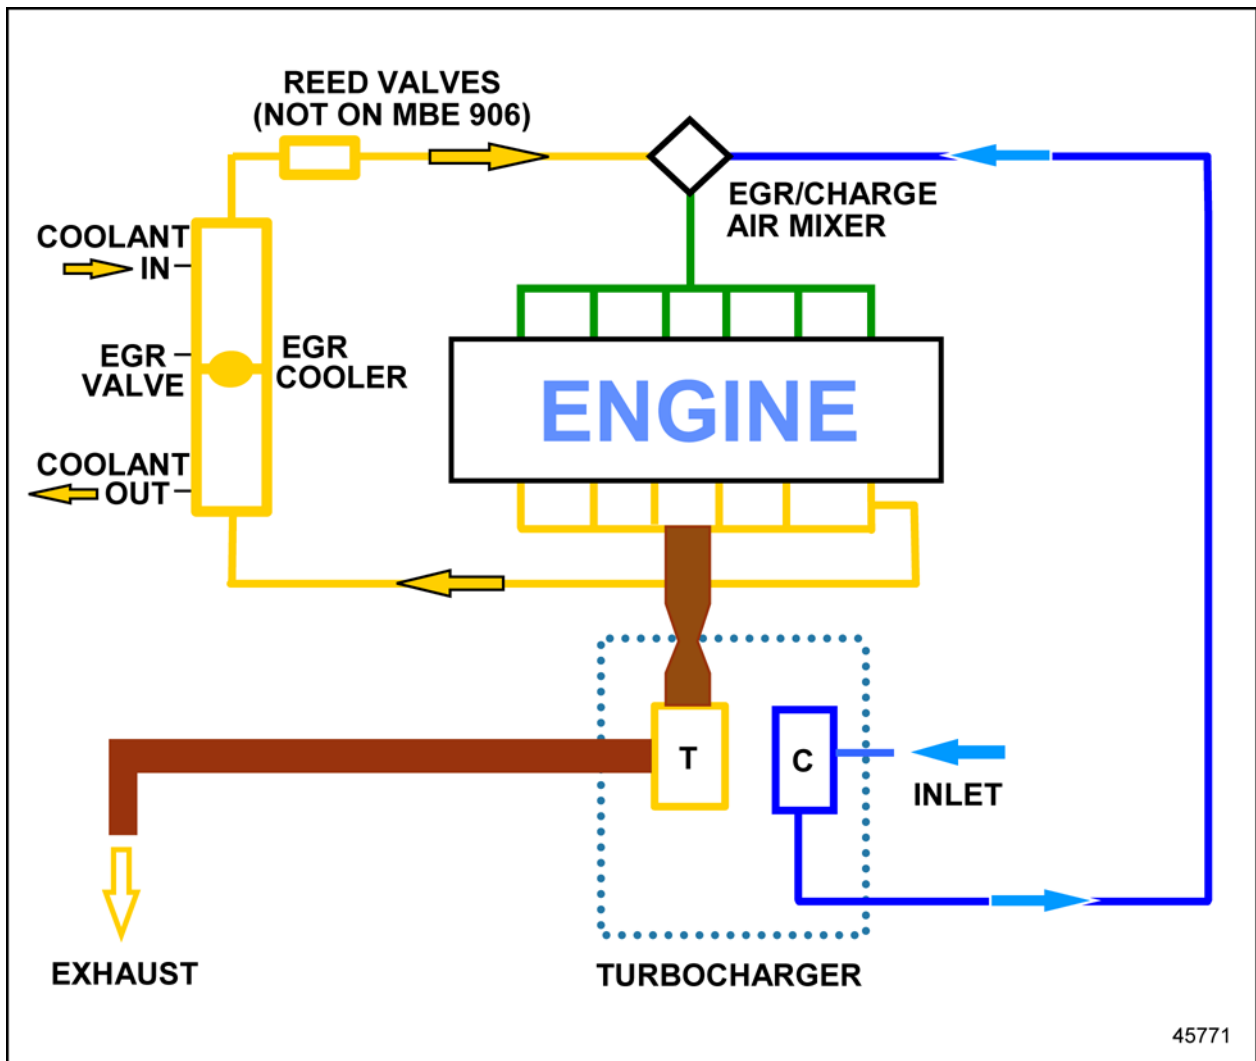 REED VALVES
(NOT ON MBE 906)
EGR/CHARGE
AIR MIXER
COOLANT
IN
EGR
VALVE
EGR
COOLER
COOLANT
OUT
ENGINE
T
C
INLET
EXHAUST
TURBOCHARGER
45771